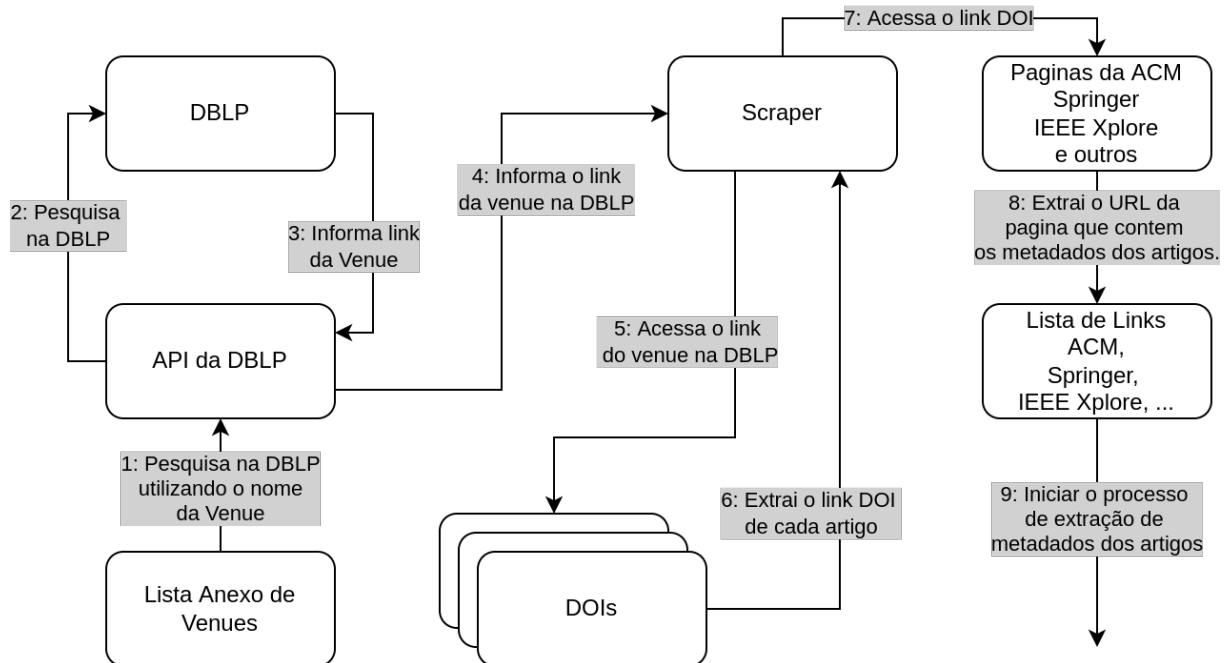 7: Acessa o link DOI
DBLP
Scraper
Paginas da ACM
Springer
IEEE Xplore
e outros
2: Pesquisa
na DBLP
3: Informa link
da Venue
4: Informa o link
da venue na DBLP
8: Extrai o URL da
pagina que contem
os metadados dos artigos.
API da DBLP
5: Acessa o link
do venue na DBLP
Lista de Links
ACM,
Springer,
IEEE Xplore, ...
1: Pesquisa na DBLP
utilizando o nome
da Venue
6: Extrai o link DOI
de cada artigo
9: Iniciar o processo
de extração de
metadados dos artigos
Lista Anexo de
Venues
DOIs